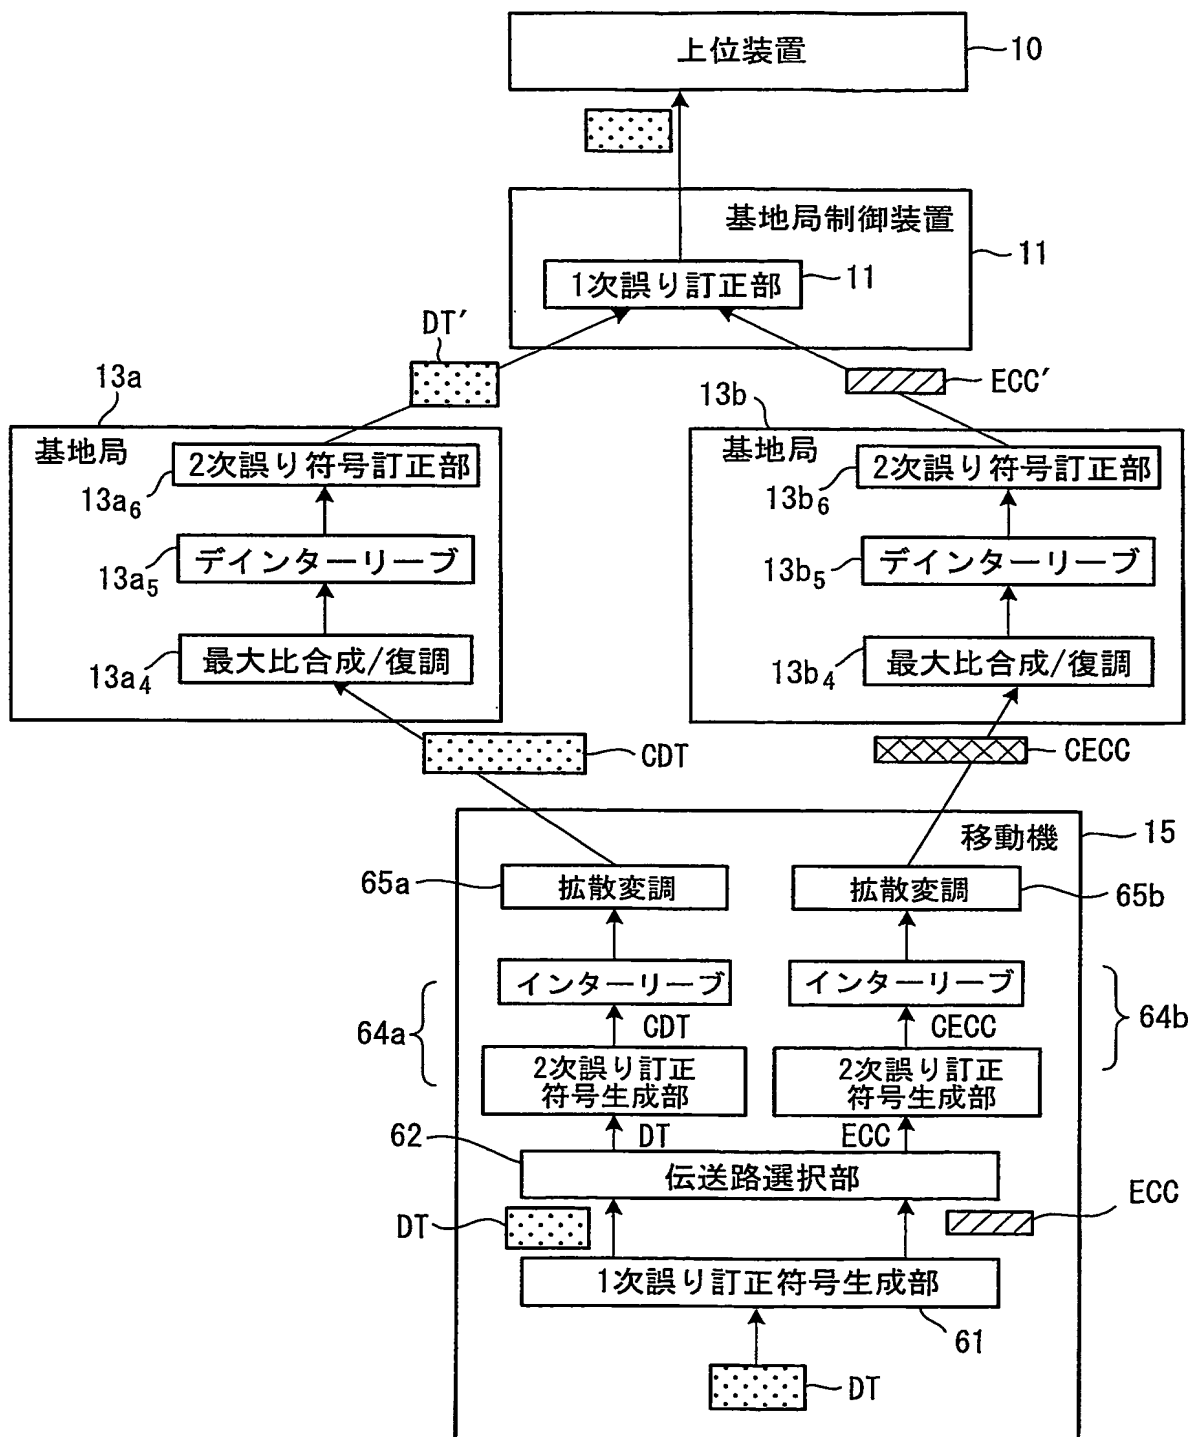 上位装置
10
基地局制御装置
11
1次誤り訂正部
11
DT′
ECC′
13a
基地局
2次誤り符号訂正部
13a6
デインターリーブ
13a5
最大比合成/復調
13a4
13b
基地局
2次誤り符号訂正部
13b6
デインターリーブ
13b5
最大比合成/復調
13b4
CDT
CECC
移動機
15
65a
拡散変調
拡散変調
65b
インターリーブ
インターリーブ
64a
CDT
CECC
64b
2次誤り訂正
符号生成部
2次誤り訂正
符号生成部
62
DT
ECC
伝送路選択部
DT
ECC
1次誤り訂正符号生成部
61
DT